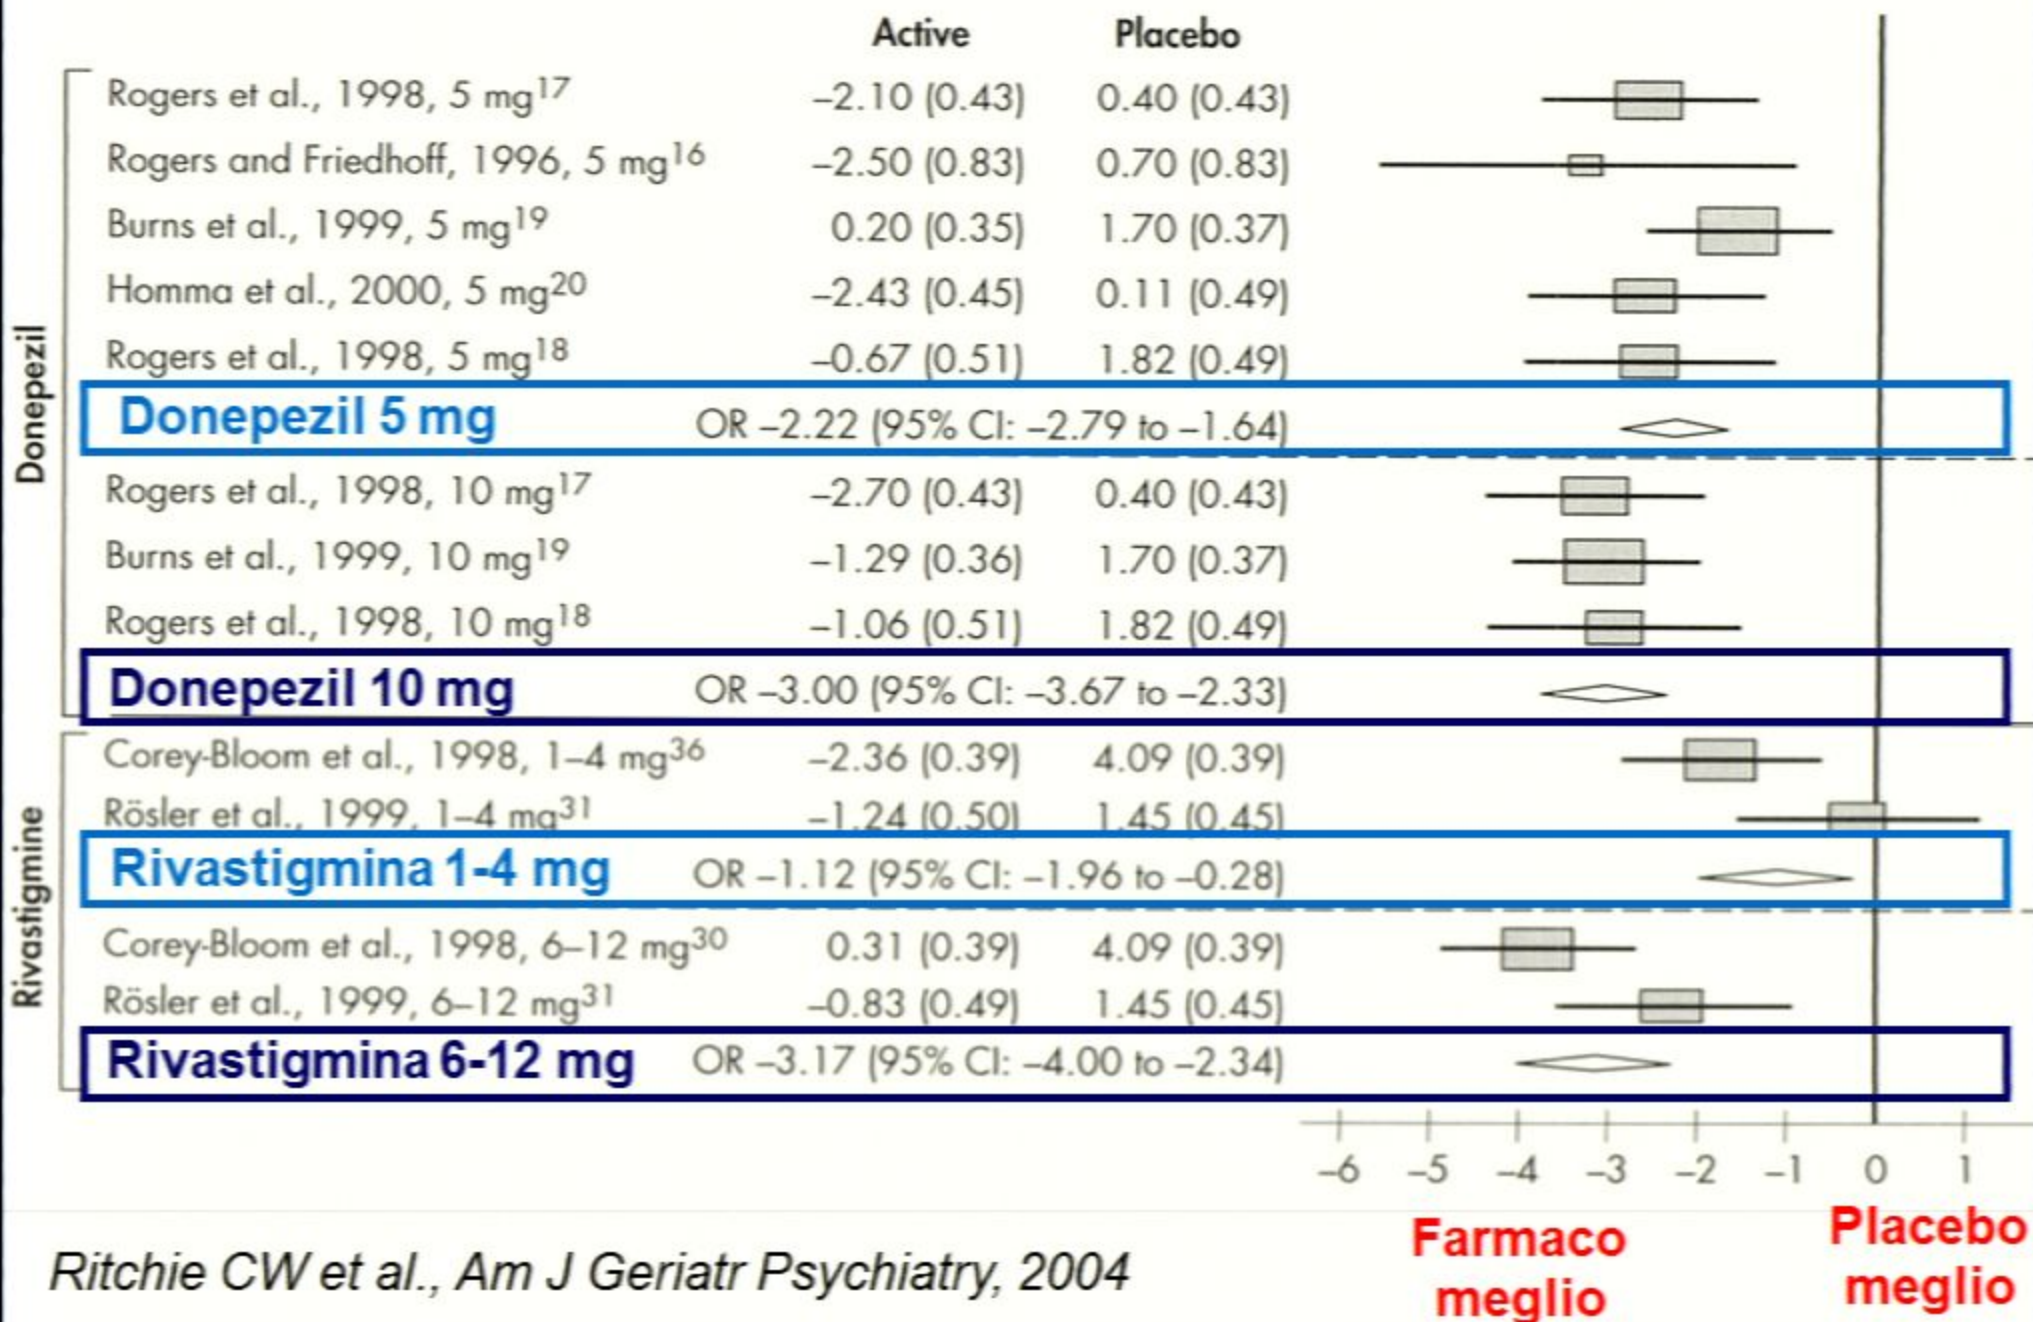 Active Placebo
Donepezil
Rogers et al., 1998, 5 mg17 –2.10 (0.43) 0.40 (0.43)
Rogers and Friedhoff, 1996, 5 mg16 –2.50 (0.83) 0.70 (0.83)
Burns et al., 1999, 5 mg19 0.20 (0.35) 1.70 (0.37)
Homma et al., 2000, 5 mg20 –2.43 (0.45) 0.11 (0.49)
Rogers et al., 1998, 5 mg18 –0.67 (0.51) 1.82 (0.49)
Donepezil 5 mg OR –2.22 (95% CI: –2.79 to –1.64)
Rogers et al., 1998, 10 mg17 –2.70 (0.43) 0.40 (0.43)
Burns et al., 1999, 10 mg19 –1.29 (0.36) 1.70 (0.37)
Rogers et al., 1998, 10 mg18 –1.06 (0.51) 1.82 (0.49)
Donepezil 10 mg OR –3.00 (95% CI: –3.67 to –2.33)
Rivastigmine
Corey-Bloom et al., 1998, 1–4 mg36 –2.36 (0.39) 4.09 (0.39)
Rösler et al., 1999, 1–4 mg31 –1.24 (0.50) 1.45 (0.45)
Rivastigmina 1-4 mg OR –1.12 (95% CI: –1.96 to –0.28)
Corey-Bloom et al., 1998, 6–12 mg30 0.31 (0.39) 4.09 (0.39)
Rösler et al., 1999, 6–12 mg31 –0.83 (0.49) 1.45 (0.45)
Rivastigmina 6-12 mg OR –3.17 (95% CI: –4.00 to –2.34)
–6 –5 –4 –3 –2 –1 0 1
Farmaco meglio
Placebo meglio
Ritchie CW et al., Am J Geriatr Psychiatry, 2004